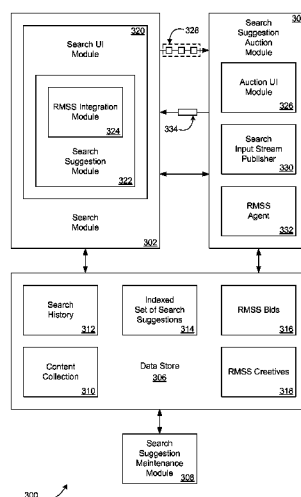 320
Search UI
Module
RMSS Integration
Module
324
Search
Suggestion
Module
322
Search
Module
302
328
334
30
Search
Suggestion
Auction
Module
Auction UI
Module
326
Search
Input Stream
Publisher
330
RMSS
Agent
332
Search
History
312
Indexed
Set of Search
Suggestions
314
RMSS Bids
316
Content
Collection
310
Data Store
306
RMSS Creatives
318
Search
Suggestion
Maintenance
Module
308
300